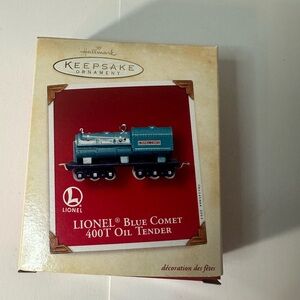 Hallmark
KEEPSAKE
ORNAMENT
L
LIONEL
LIONEL® BLUE COMET
400T OIL TENDER
décoration des fêtes